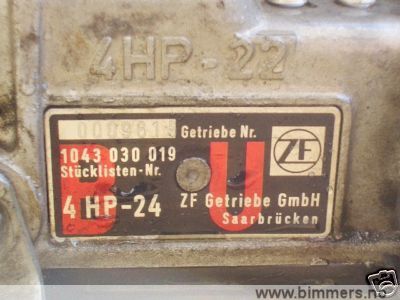 4HP-22
000961 Getriebe Nr.
1043 030 019
Stücklisten-Nr.
B U
ZF
4 HP-24 ZF Getriebe GmbH
Saarbrücken
www.bimmers.no